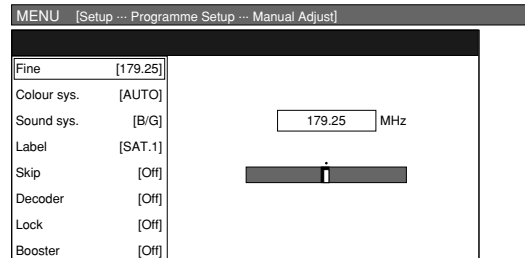 MENU [Setup ··· Programme Setup ··· Manual Adjust]
Fine [179.25]
Colour sys. [AUTO]
Sound sys. [B/G] 179.25 MHz
Label [SAT.1]
Skip [Off]
Decoder [Off]
Lock [Off]
Booster [Off]